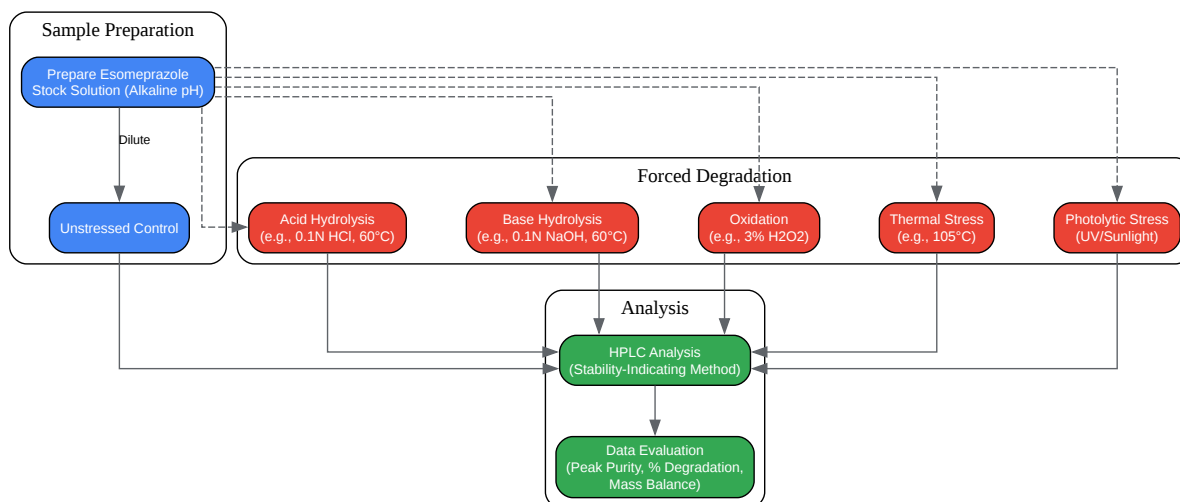 Sample Preparation
Prepare Esomeprazole
Stock Solution (Alkaline pH)
Dilute
Unstressed Control
Forced Degradation
Acid Hydrolysis
(e.g., 0.1N HCl, 60°C)
Base Hydrolysis
(e.g., 0.1N NaOH, 60°C)
Oxidation
(e.g., 3% H2O2)
Thermal Stress
(e.g., 105°C)
Photolytic Stress
(UV/Sunlight)
Analysis
HPLC Analysis
(Stability-Indicating Method)
Data Evaluation
(Peak Purity, % Degradation,
Mass Balance)